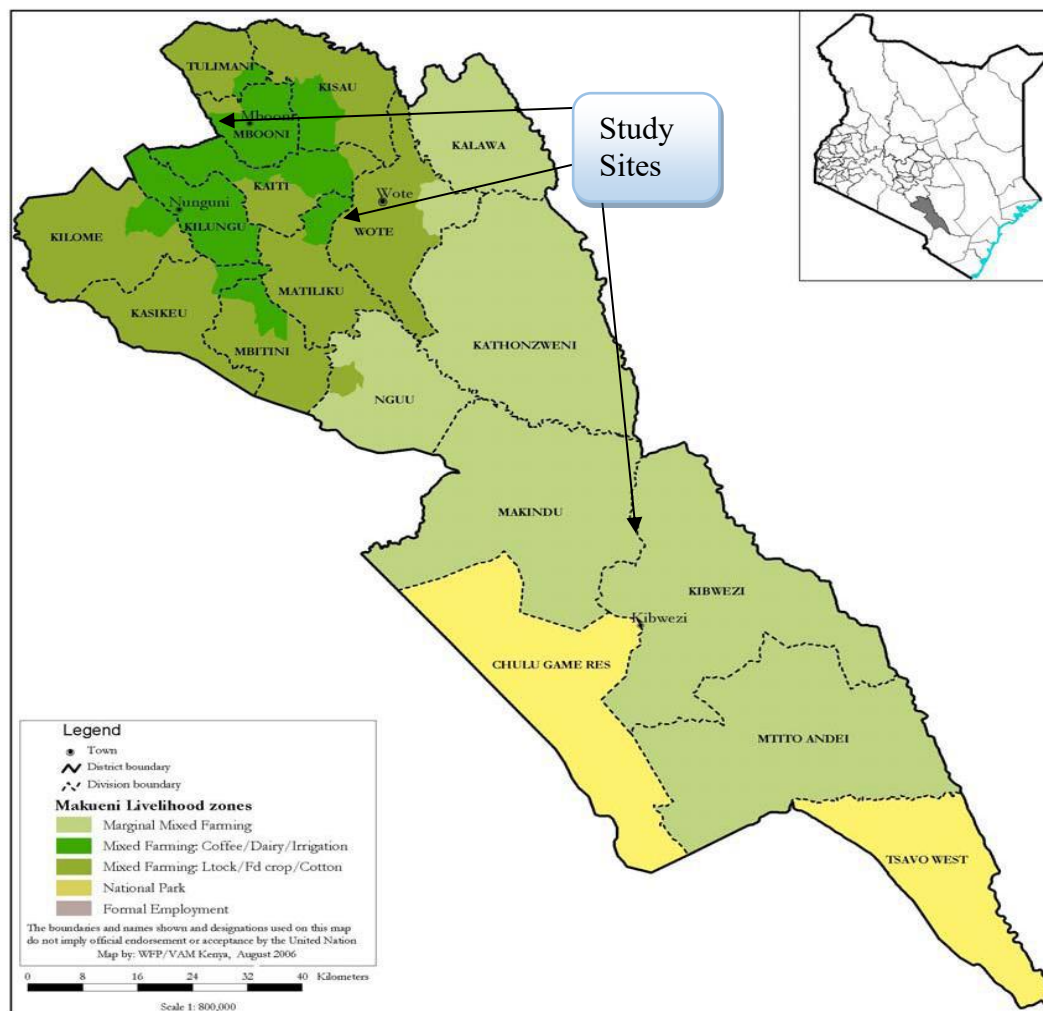 TULIMANI
KISAU
Mbooni
MBOONI
Study
Sites
KALAWA
KAITI
Wote
Nunguni
KILOME
KILUNGU
WOTE
MATILIKU
KASIKEU
MBITINI
KATHONZWENI
NGUU
MAKINDU
KIBWEZI
Kibwezi
CHULU GAME RES
MTITO ANDEI
TSAVO WEST
Legend
Town
District boundary
Division boundary
Makueni Livelihood zones
Marginal Mixed Farming
Mixed Farming: Coffee/Dairy/Irrigation
Mixed Farming: Ltock/Fd crop/Cotton
National Park
Formal Employment
The boundaries and names shown and designations used on this map
do not imply official endorsement or acceptance by the United Nation
Map by: WFP/VAM Kenya, August 2006
0 8 16 24 32 40 Kilometers
Scale 1: 800,000